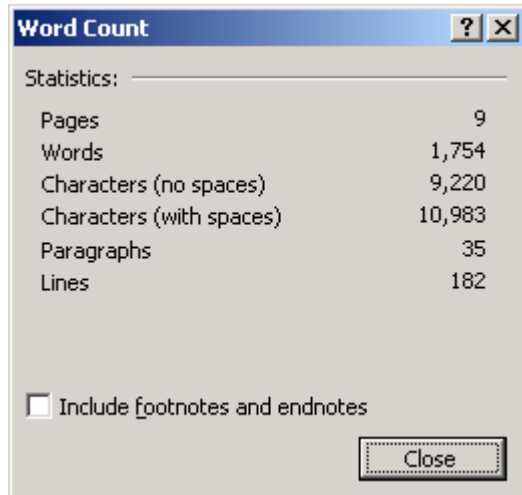 Word Count
Statistics:
Pages 9
Words 1,754
Characters (no spaces) 9,220
Characters (with spaces) 10,983
Paragraphs 35
Lines 182
Include footnotes and endnotes
Close